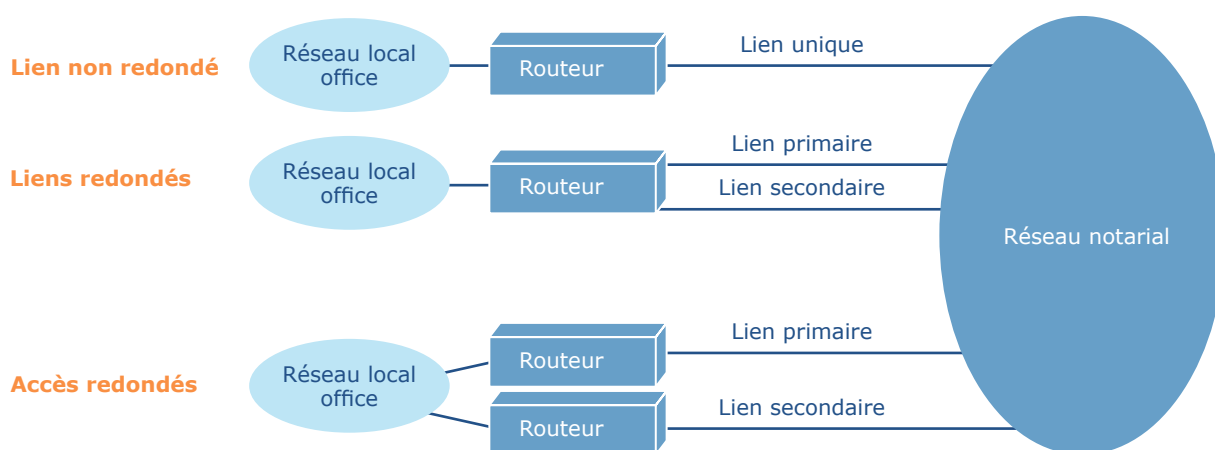 Lien non redondé
Réseau local
office
Routeur
Lien unique
Liens redondés
Réseau local
office
Routeur
Lien primaire
Lien secondaire
Réseau notarial
Accès redondés
Réseau local
office
Routeur
Lien primaire
Routeur
Lien secondaire